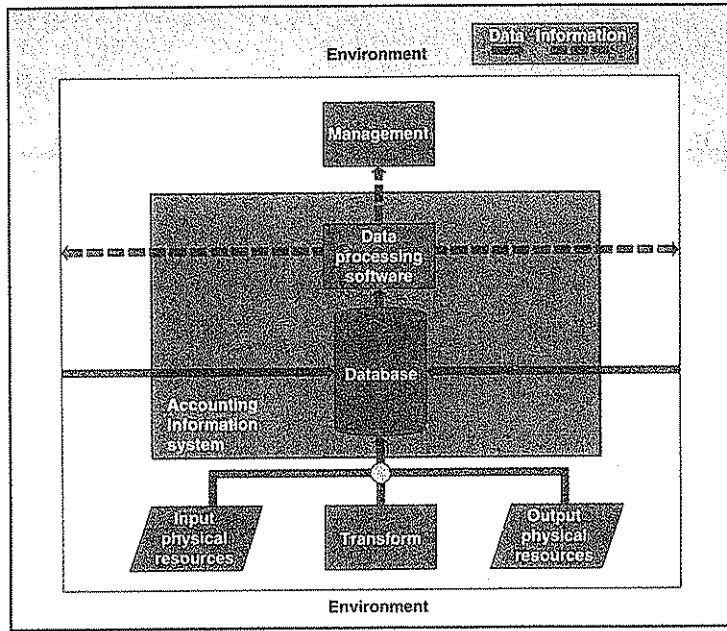 Environment
Data Information
Management
Data
processing
software
Database
Accounting
Information
system
Input
physical
resources
Transform
Output
physical
resources
Environment